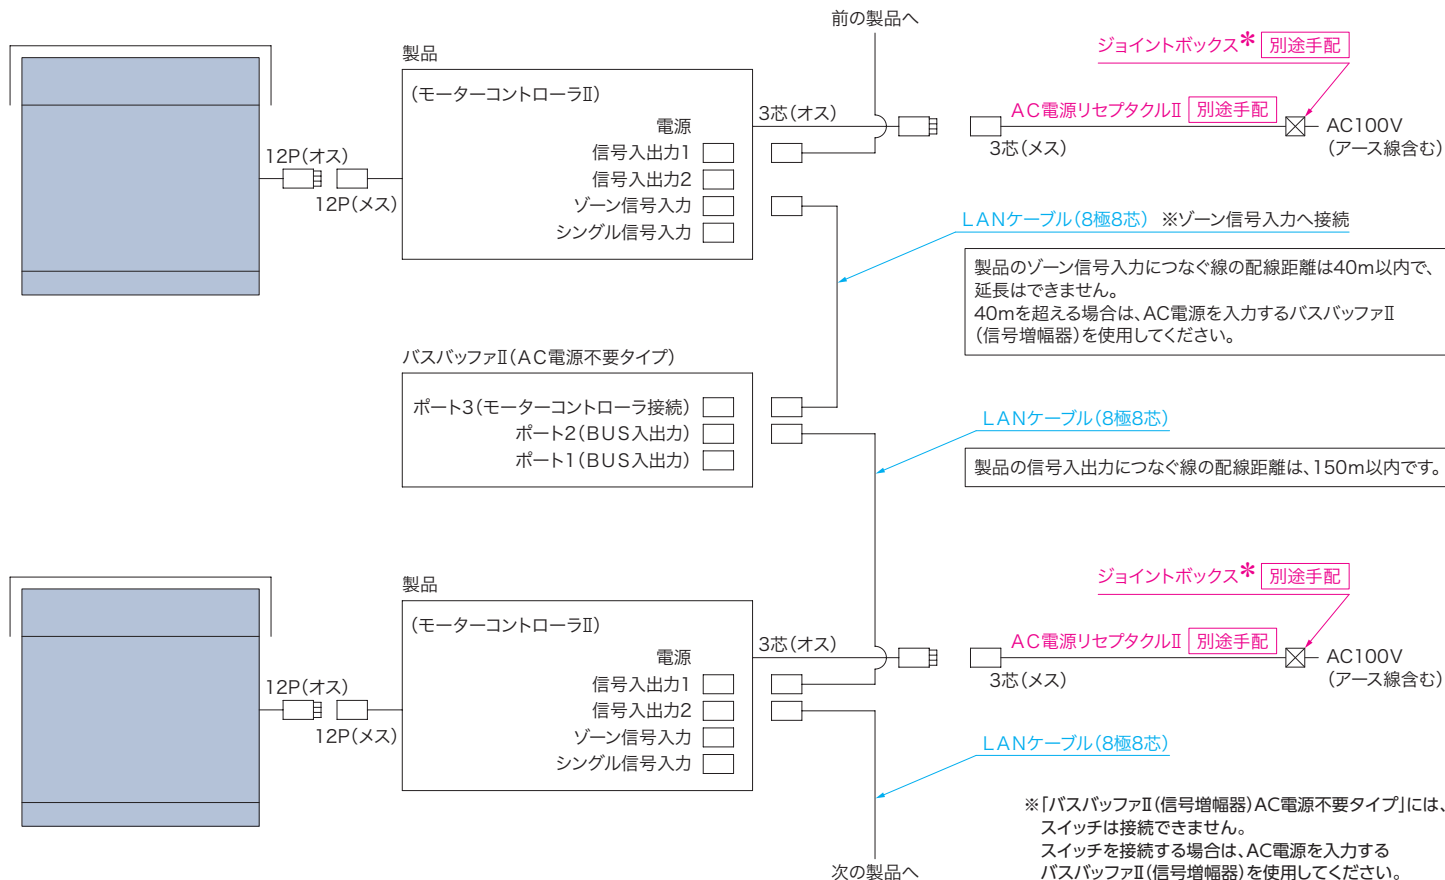 前の製品へ
製品
(モーターコントローラⅡ)
電源
信号入出力1
信号入出力2
ゾーン信号入力
シングル信号入力
12P(オス)
12P(メス)
3芯(オス)
3芯(メス)
ジョイントボックス* 別途手配
AC電源リセプタクルⅡ 別途手配
AC100V
(アース線含む)
LANケーブル(8極8芯) ※ゾーン信号入力へ接続
製品のゾーン信号入力につなぐ線の配線距離は40m以内で、
延長はできません。
40mを超える場合は、AC電源を入力するバスバッファⅡ
(信号増幅器)を使用してください。
バスバッファⅡ(AC電源不要タイプ)
ポート3(モーターコントローラ接続)
ポート2(BUS入出力)
ポート1(BUS入出力)
LANケーブル(8極8芯)
製品の信号入出力につなぐ線の配線距離は、150m以内です。
製品
(モーターコントローラⅡ)
電源
信号入出力1
信号入出力2
ゾーン信号入力
シングル信号入力
12P(オス)
12P(メス)
3芯(オス)
3芯(メス)
ジョイントボックス* 別途手配
AC電源リセプタクルⅡ 別途手配
AC100V
(アース線含む)
LANケーブル(8極8芯)
次の製品へ
※「バスバッファⅡ(信号増幅器)AC電源不要タイプ」には、
スイッチは接続できません。
スイッチを接続する場合は、AC電源を入力する
バスバッファⅡ(信号増幅器)を使用してください。